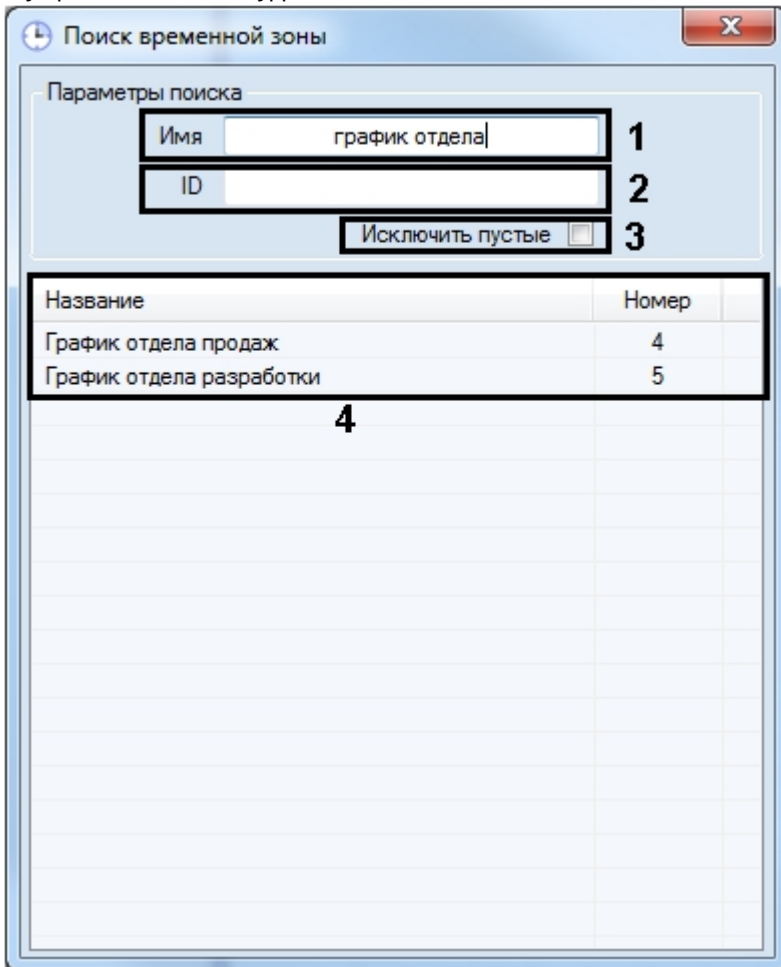 Поиск временной зоны
Параметры поиска
Имя график отдела 1
ID 2
Исключить пустые 3
Название Номер
График отдела продаж 4
График отдела разработки 5
4